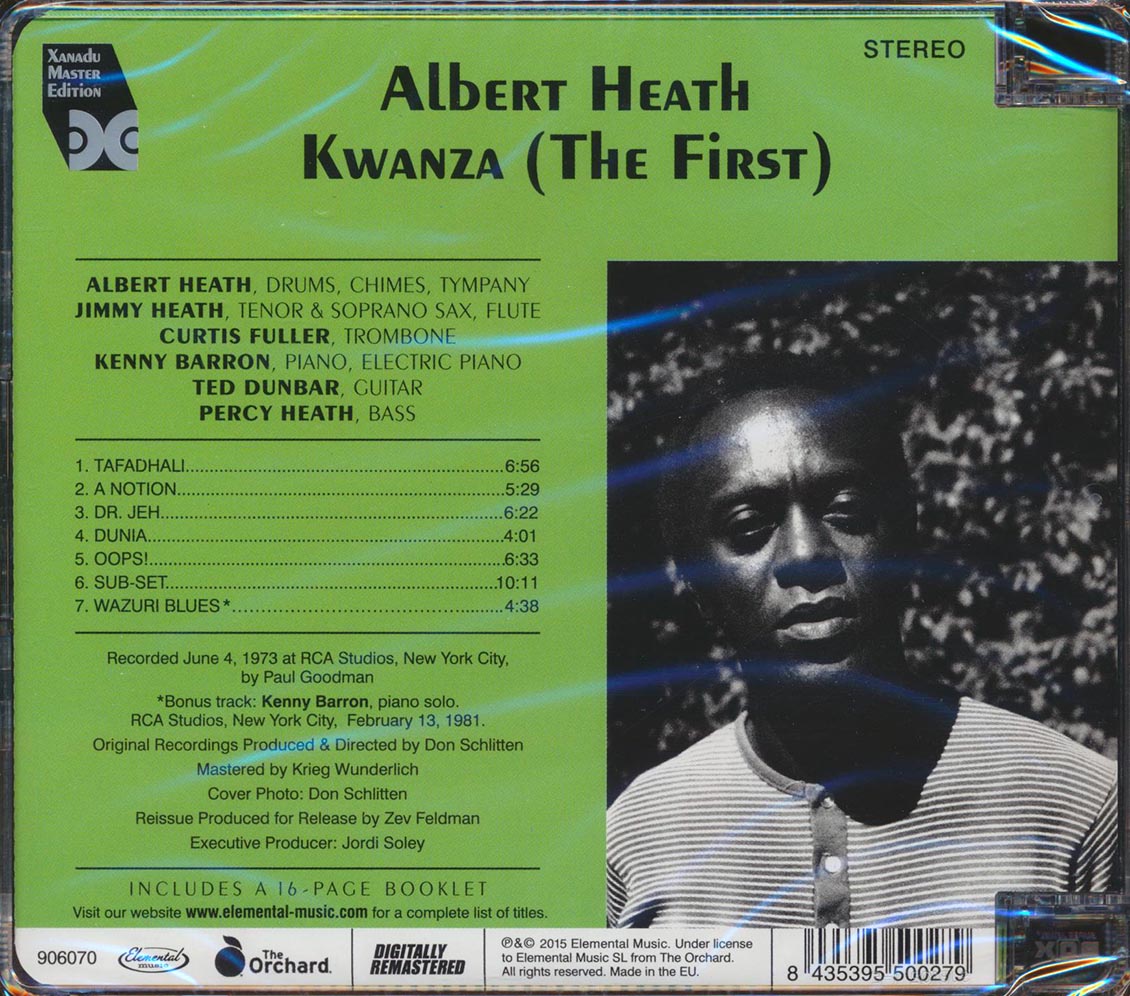 Xanadu
Master
Edition
STEREO
Albert Heath
Kwanza (The First)
ALBERT HEATH, DRUMS, CHIMES, TYMPANY
JIMMY HEATH, TENOR & SOPRANO SAX, FLUTE
CURTIS FULLER, TROMBONE
KENNY BARRON, PIANO, ELECTRIC PIANO
TED DUNBAR, GUITAR
PERCY HEATH, BASS
1. TAFADHALI......6:56
2. A NOTION......5:29
3. DR. JEH......6:22
4. DUNIA......4:01
5. OOPS!......6:33
6. SUB-SET......10:11
7. WAZURI BLUES*......4:38
Recorded June 4, 1973 at RCA Studios, New York City,
by Paul Goodman
*Bonus track: Kenny Barron, piano solo.
RCA Studios, New York City, February 13, 1981.
Original Recordings Produced & Directed by Don Schlitten
Mastered by Krieg Wunderlich
Cover Photo: Don Schlitten
Reissue Produced for Release by Zev Feldman
Executive Producer: Jordi Soley
INCLUDES A 16-PAGE BOOKLET
Visit our website www.elemental-music.com for a complete list of titles.
906070
Elemental
music
The
Orchard.
DIGITALLY
REMASTERED
℗&© 2015 Elemental Music. Under license
to Elemental Music SL from The Orchard.
All rights reserved. Made in the EU.
8 435395 500279